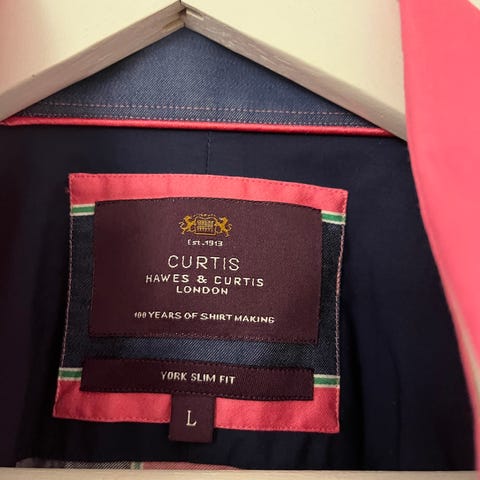 Est.1913
CURTIS
HAWES & CURTIS
LONDON
100 YEARS OF SHIRT MAKING
YORK SLIM FIT
L